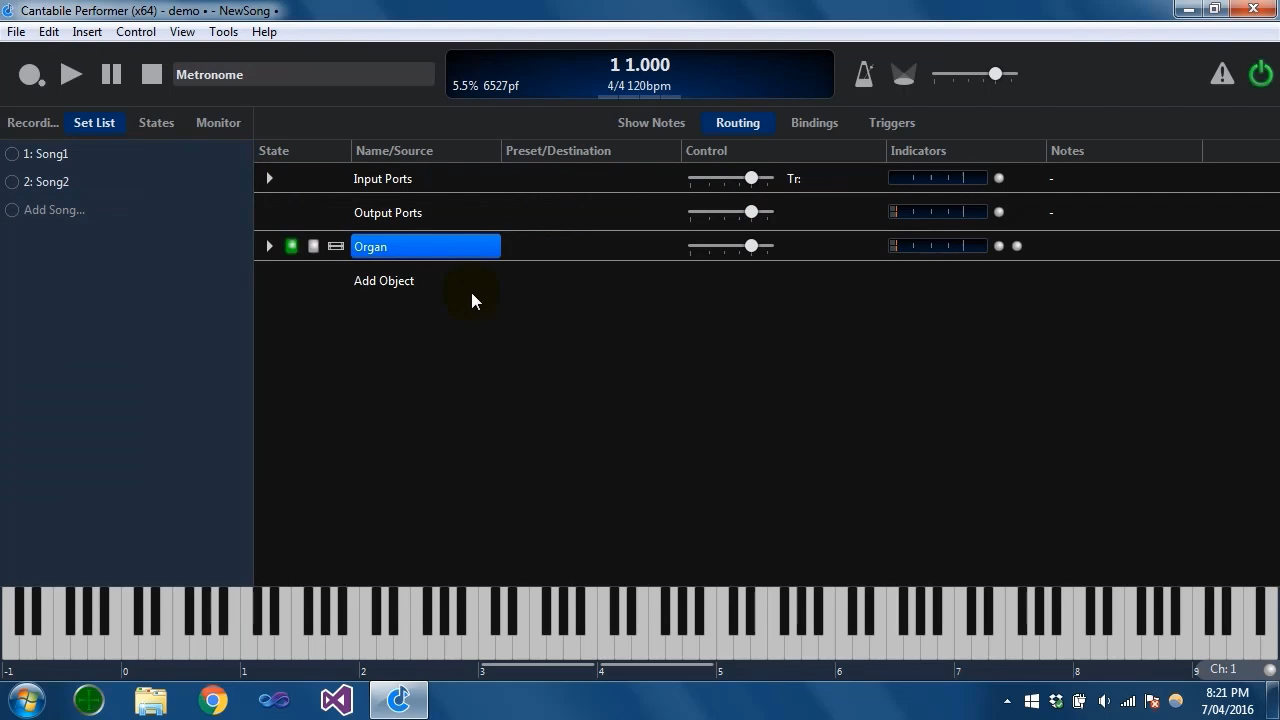 Cantabile Performer (x64) - demo • - NewSong •
File Edit Insert Control View Tools Help
Metronome
1 1.000
5.5% 6527pf
4/4 120bpm
Recordi... Set List States Monitor
Show Notes Routing Bindings Triggers
State Name/Source Preset/Destination Control Indicators Notes
1: Song1
2: Song2
Add Song...
Input Ports Tr: -
Output Ports -
Organ
Add Object
-1 0 1 2 3 4 5 6 7 8 9 Ch: 1
8:21 PM
7/04/2016